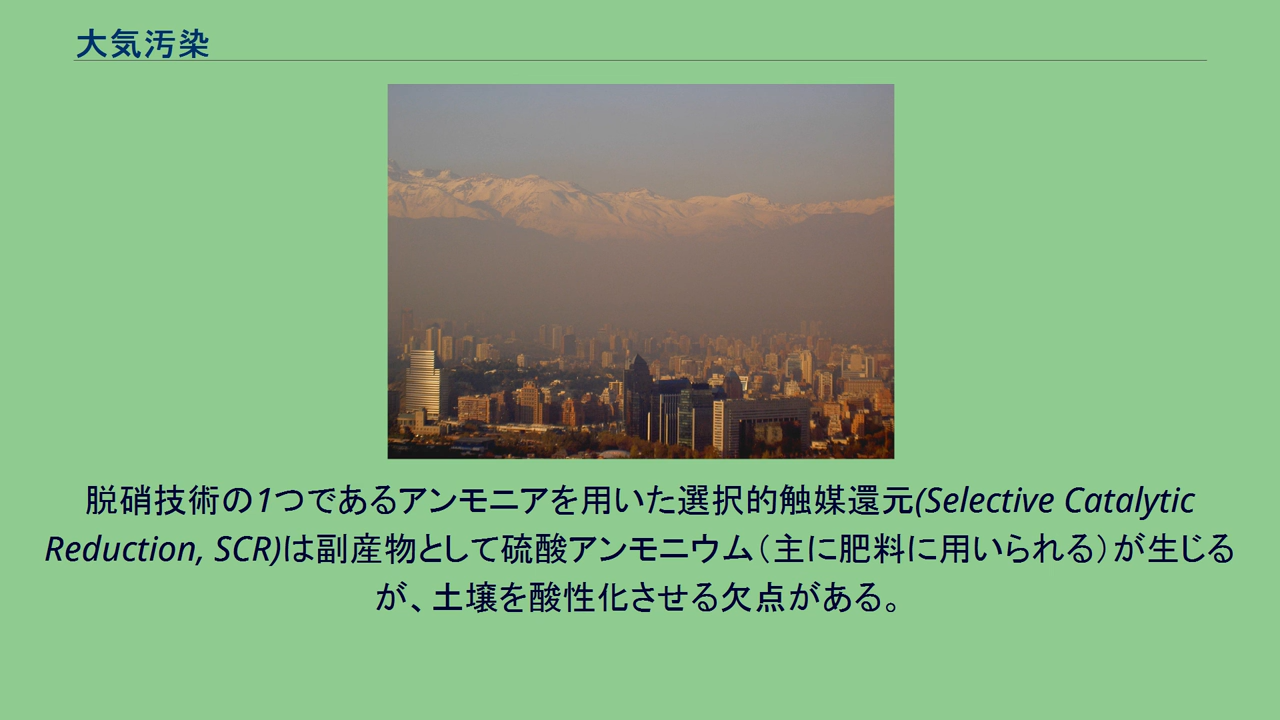 大気汚染
脱硝技術の1つであるアンモニアを用いた選択的触媒還元(Selective Catalytic
Reduction, SCR)は副産物として硫酸アンモニウム（主に肥料に用いられる）が生じる
が、土壌を酸性化させる欠点がある。